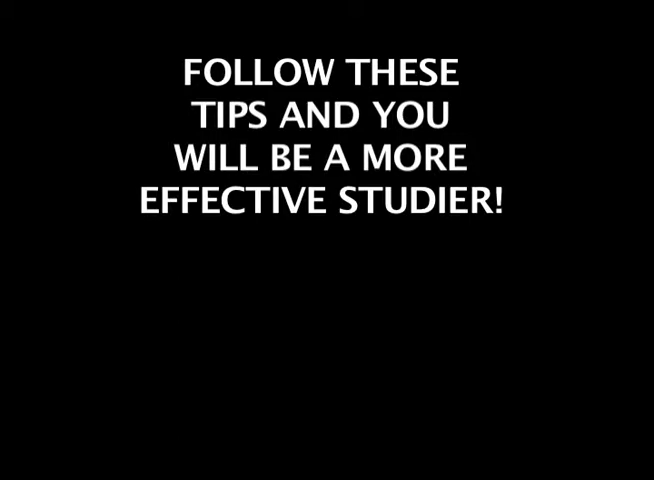 FOLLOW THESE
TIPS AND YOU
WILL BE A MORE
EFFECTIVE STUDIER!